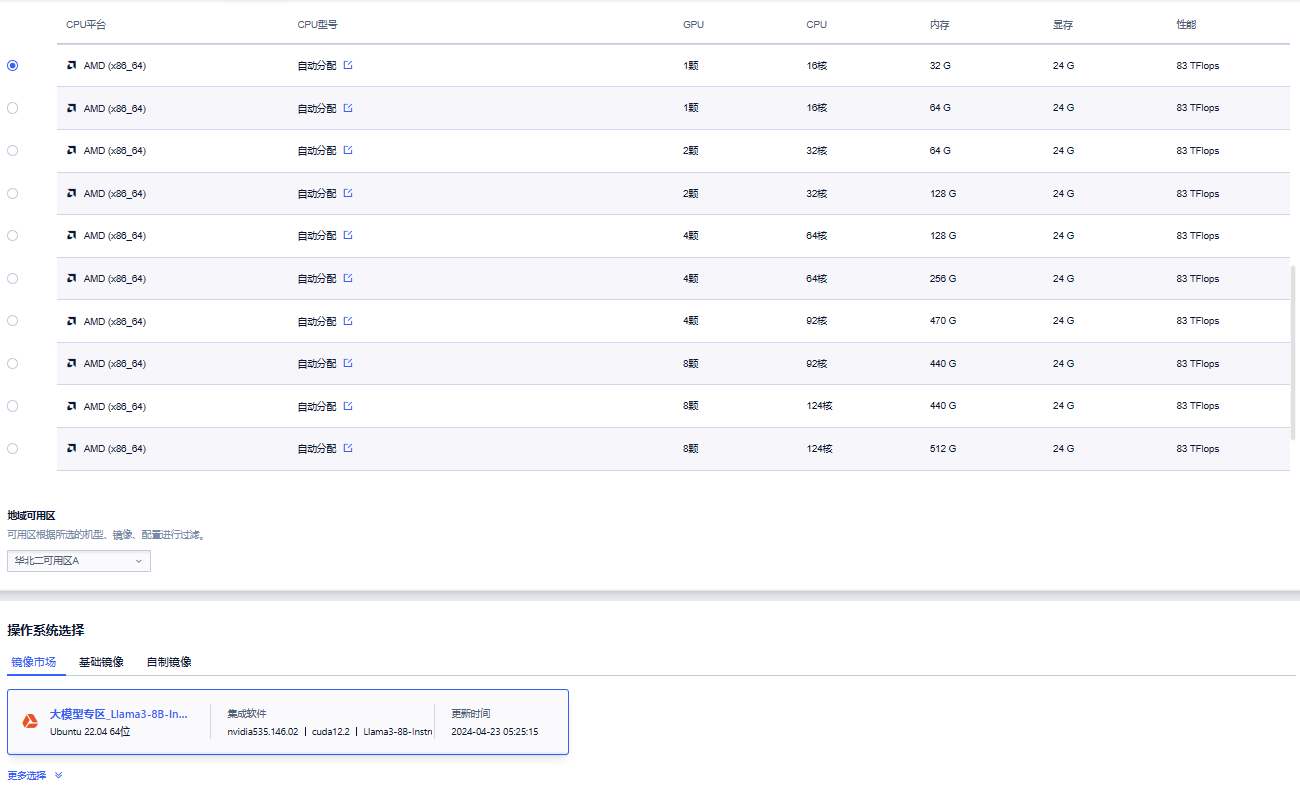 CPU平台 CPU型号 GPU CPU 内存 显存 性能
AMD (x86_64) 自动分配 1颗 16核 32 G 24 G 83 TFlops
AMD (x86_64) 自动分配 1颗 16核 64 G 24 G 83 TFlops
AMD (x86_64) 自动分配 2颗 32核 64 G 24 G 83 TFlops
AMD (x86_64) 自动分配 2颗 32核 128 G 24 G 83 TFlops
AMD (x86_64) 自动分配 4颗 64核 128 G 24 G 83 TFlops
AMD (x86_64) 自动分配 4颗 64核 256 G 24 G 83 TFlops
AMD (x86_64) 自动分配 4颗 92核 470 G 24 G 83 TFlops
AMD (x86_64) 自动分配 8颗 92核 440 G 24 G 83 TFlops
AMD (x86_64) 自动分配 8颗 124核 440 G 24 G 83 TFlops
AMD (x86_64) 自动分配 8颗 124核 512 G 24 G 83 TFlops
地域可用区
可用区根据所选的机型、镜像、配置进行过滤。
华北二可用区A
操作系统选择
镜像市场 基础镜像 自制镜像
大模型专区_Llama3-8B-In... 集成软件 更新时间
Ubuntu 22.04 64位 nvidia535.146.02 | cuda12.2 | Llama3-8B-Instr 2024-04-23 05:25:15
更多选择